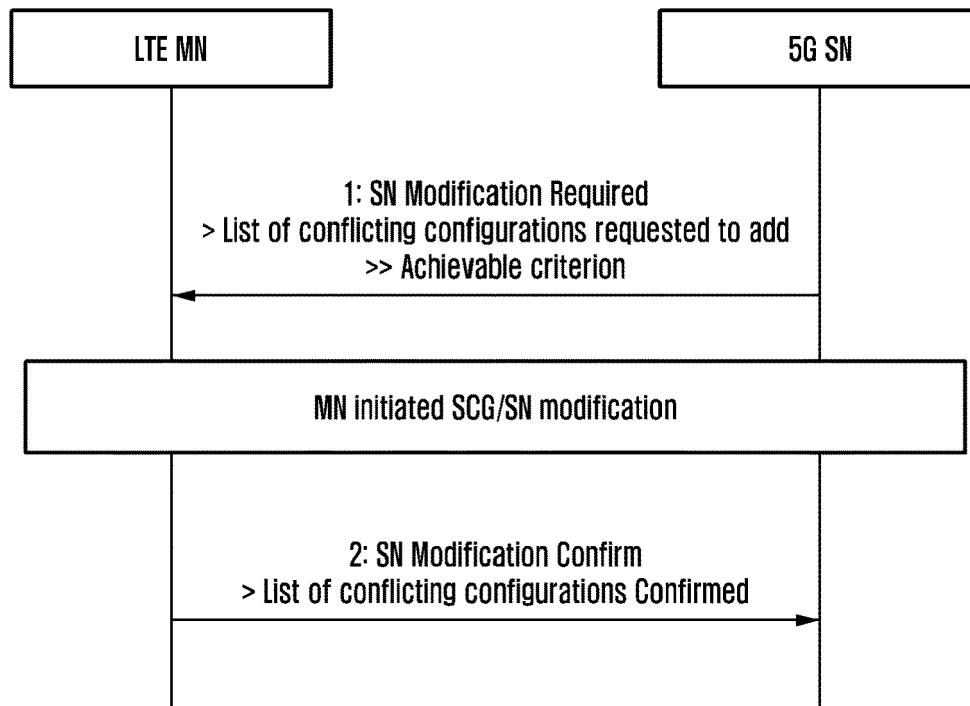 LTE MN
5G SN
1: SN Modification Required
> List of conflicting configurations requested to add
>> Achievable criterion
MN initiated SCG/SN modification
2: SN Modification Confirm
> List of conflicting configurations Confirmed